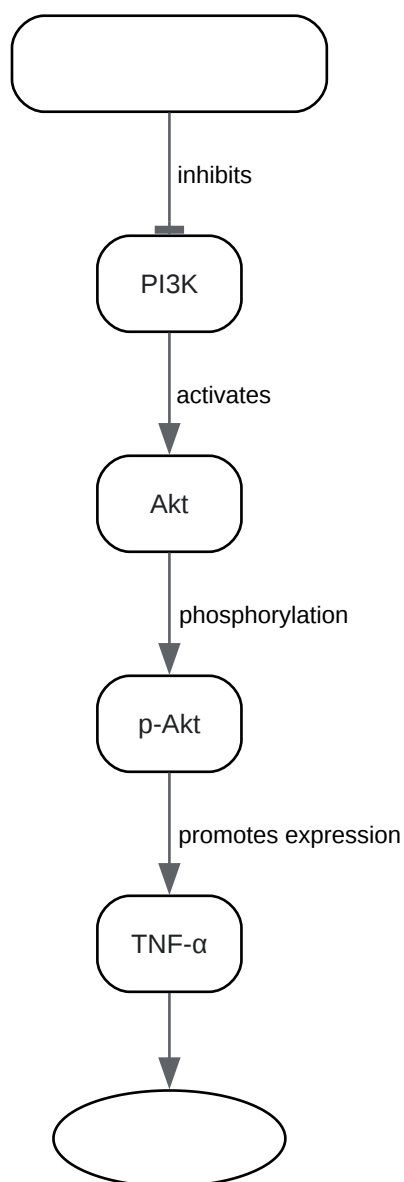 inhibits
PI3K
activates
Akt
phosphorylation
p-Akt
promotes expression
TNF-α